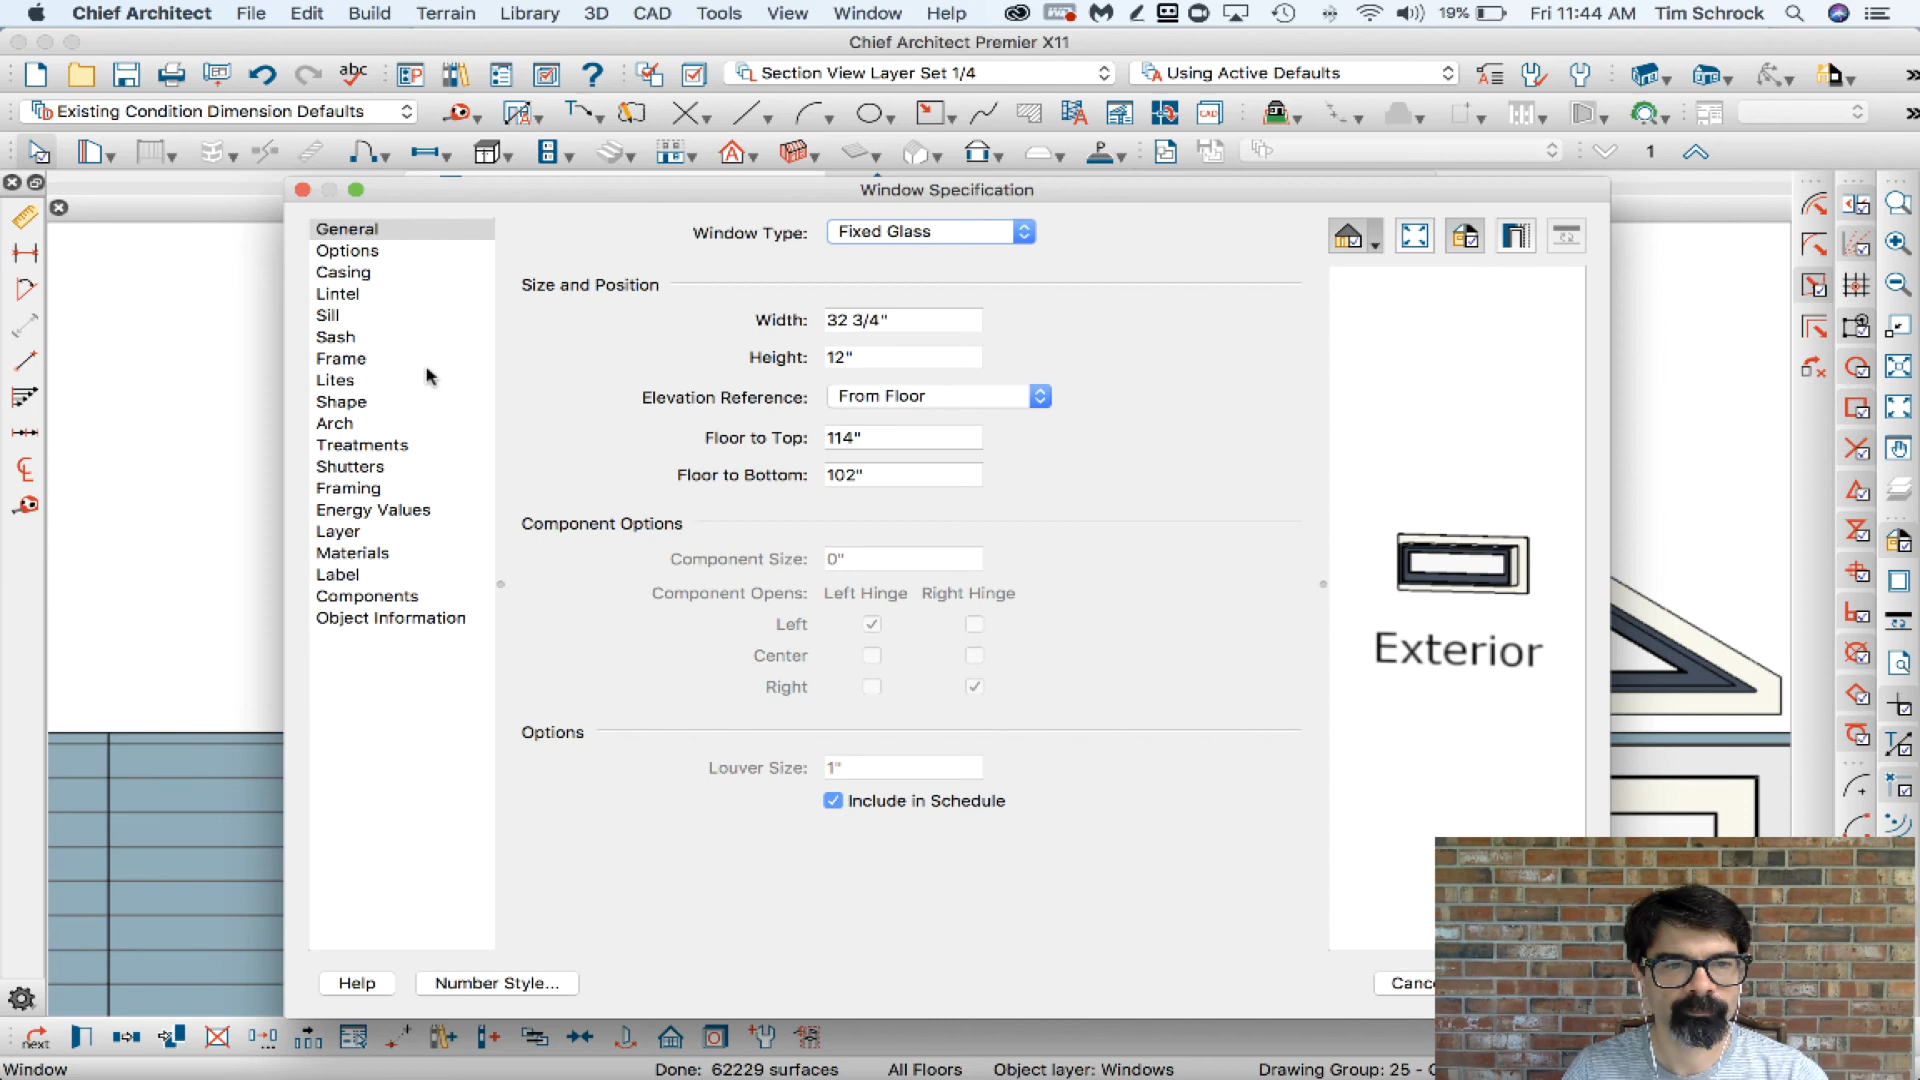 Chief Architect File Edit Build Terrain Library 3D CAD Tools View Window Help 19% Fri 11:44 AM Tim Schrock
Chief Architect Premier X11
abc Section View Layer Set 1/4 Using Active Defaults
Existing Condition Dimension Defaults
1
Window Specification
General
Options
Casing
Lintel
Sill
Sash
Frame
Lites
Shape
Arch
Treatments
Shutters
Framing
Energy Values
Layer
Materials
Label
Components
Object Information
Window Type: Fixed Glass
Size and Position
Width: 32 3/4"
Height: 12"
Elevation Reference: From Floor
Floor to Top: 114"
Floor to Bottom: 102"
Component Options
Component Size: 0"
Component Opens: Left Hinge Right Hinge
Left
Center
Right
Options
Louver Size: 1"
Include in Schedule
Exterior
Help Number Style... Canc
next
Window Done: 62229 surfaces All Floors Object layer: Windows Drawing Group: 25 -